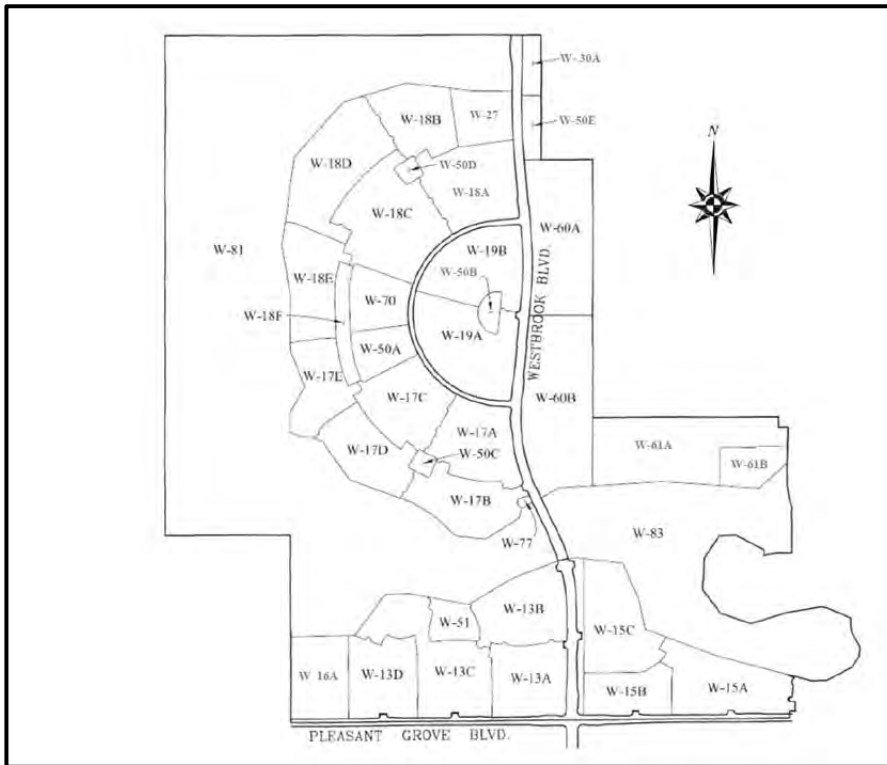 W-30A
W-50E
N
W-18B
W-27
W-18D
W-50D
W-18A
W-18C
W-60A
W-81
W-19B
W-18E
W-50B
WESTBROOK BLVD.
W-70
W-18F
W-19A
W-50A
W-17E
W-17C
W-60B
W-17A
W-61A
W-17D
W-50C
W-61B
W-17B
W-83
W-77
W-13B
W-51
W-15C
W-16A
W-13D
W-13C
W-13A
W-15B
W-15A
PLEASANT GROVE BLVD.